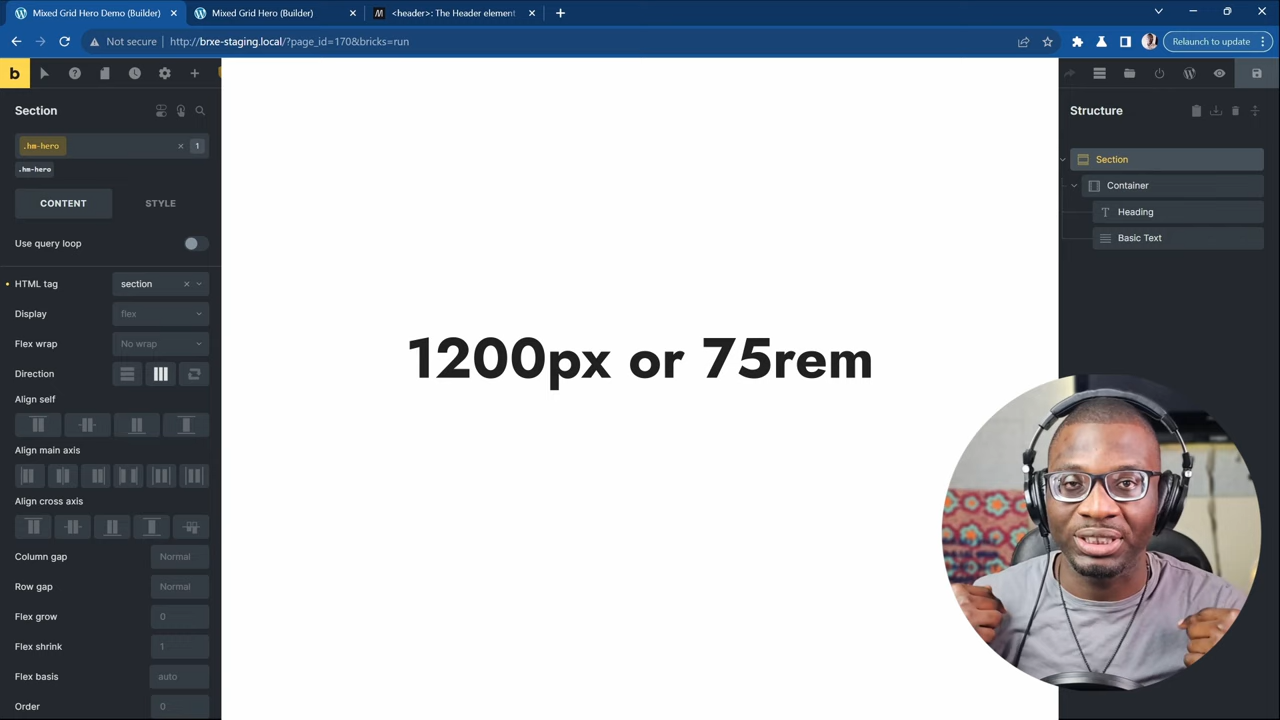 Mixed Grid Hero Demo (Builder)
Mixed Grid Hero (Builder)
<header>: The Header element
Not secure
http://brxe-staging.local/?page_id=170&bricks=run
Relaunch to update
b
Section
.hm-hero
1
.hm-hero
CONTENT
STYLE
Use query loop
HTML tag
section
Display
flex
Flex wrap
No wrap
Direction
Align self
Align main axis
Align cross axis
Column gap
Normal
Row gap
Normal
Flex grow
0
Flex shrink
1
Flex basis
auto
Order
0
1200px or 75rem
Structure
Section
Container
Heading
Basic Text